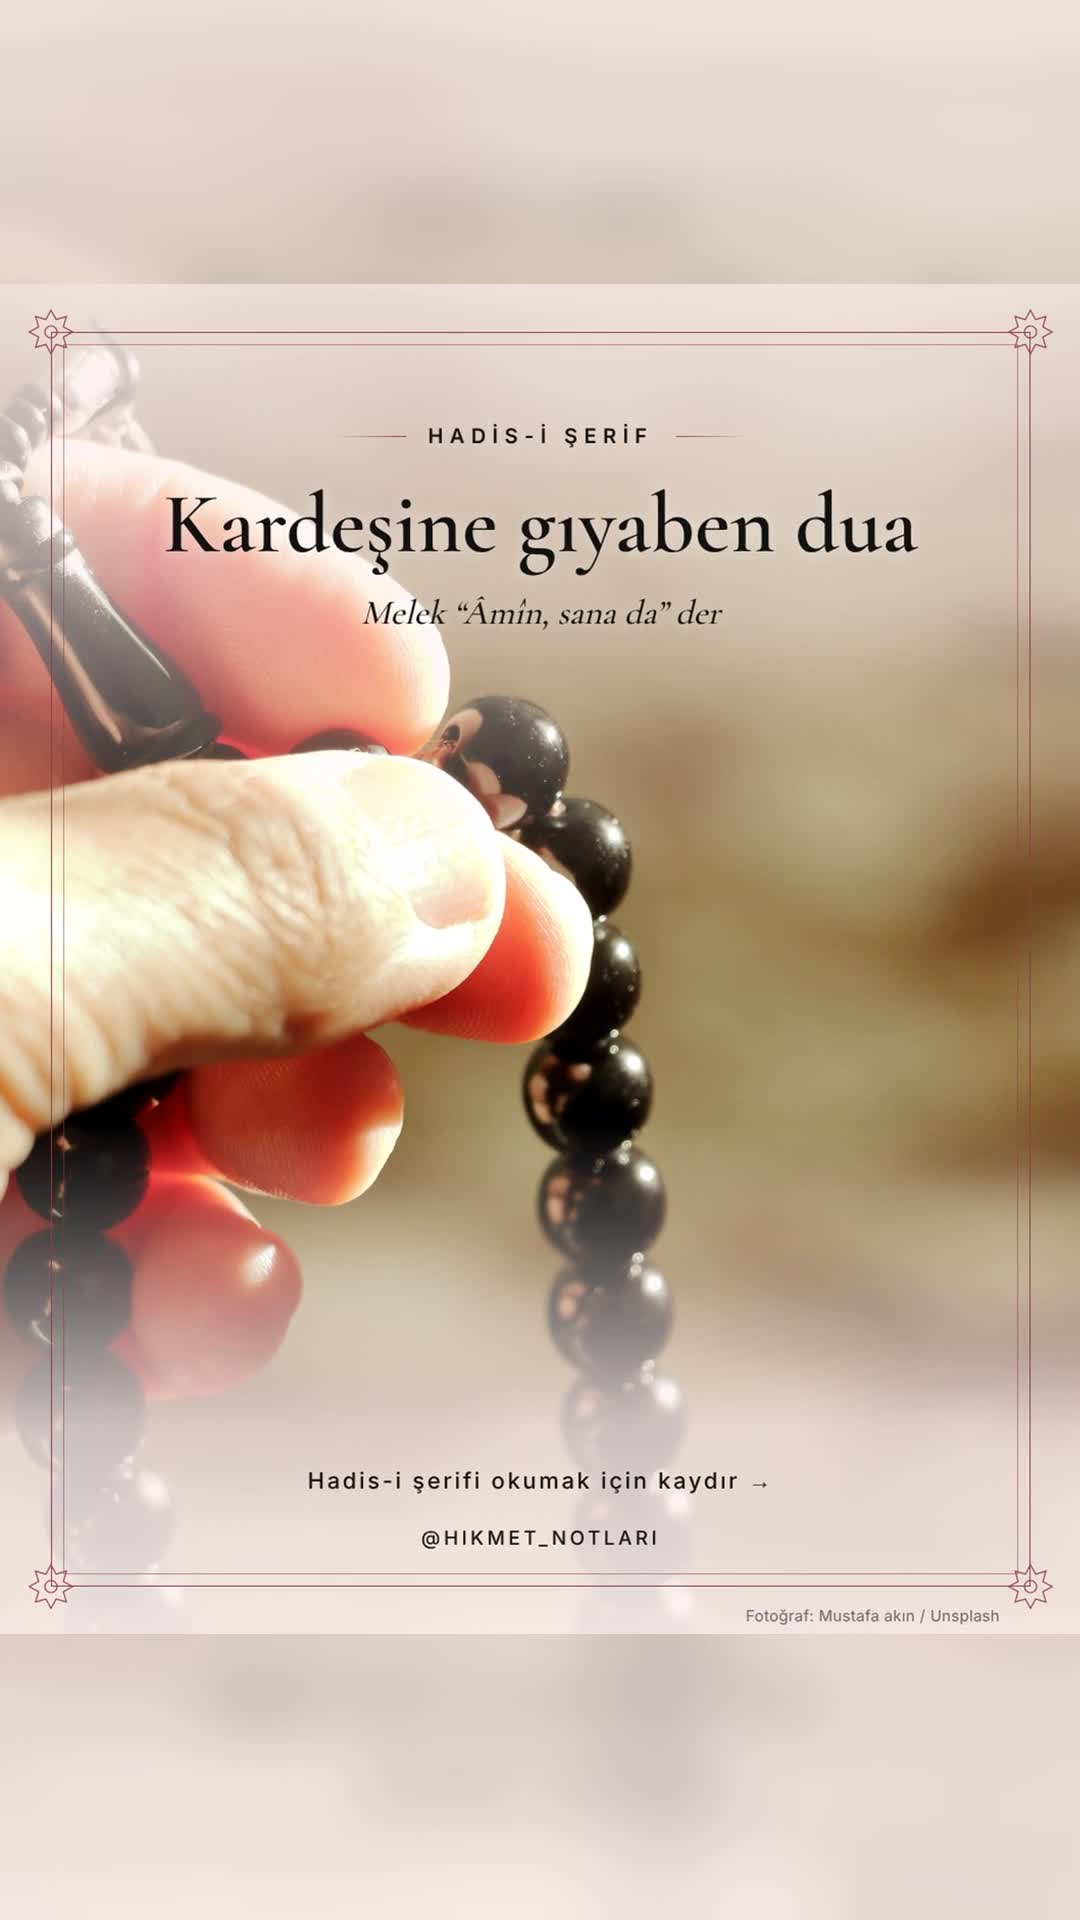 HADİS-İ ŞERİF
Kardeşine gıyaben dua
Melek “Âmîn, sana da” der
Hadis-i şerifi okumak için kaydır →
@HIKMET_NOTLARI
Fotoğraf: Mustafa akın / Unsplash